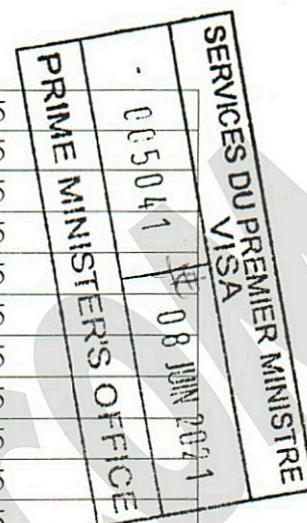 SERVICES DU PREMIER MINISTRE
VISA
005041 08 JUN 2021
PRIME MINISTER'S OFFICE